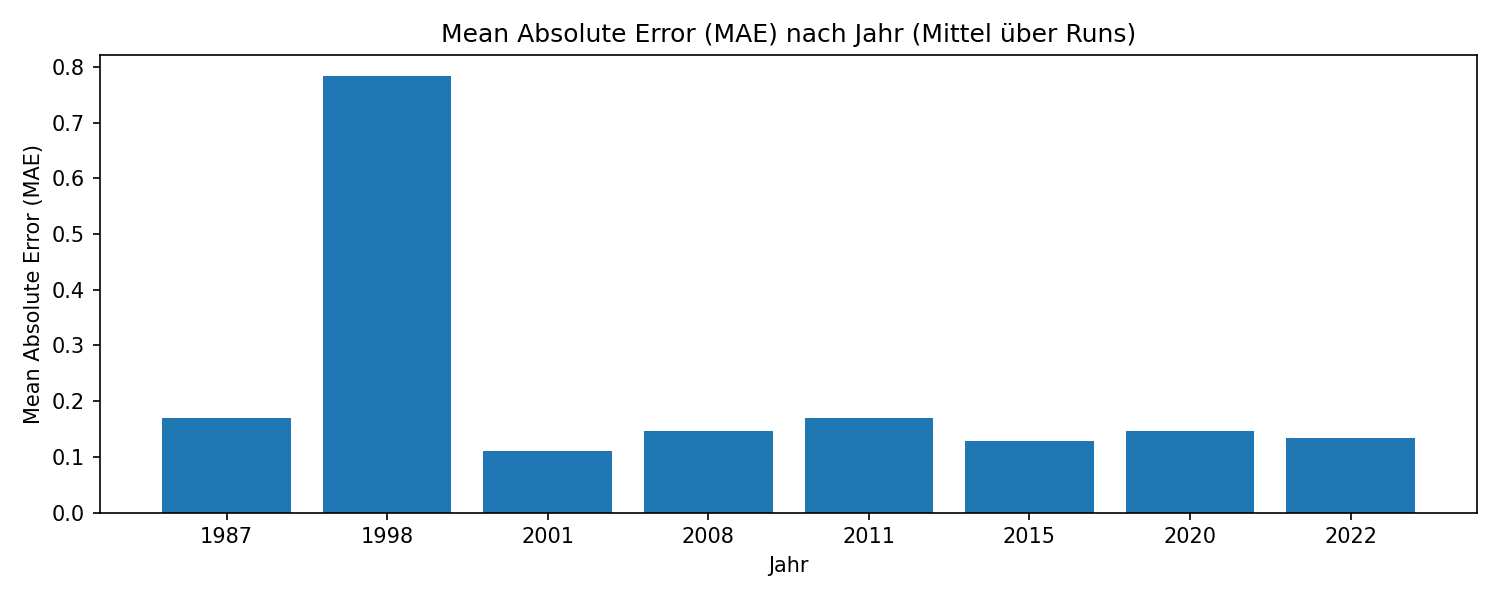 Mean Absolute Error (MAE) nach Jahr (Mittel über Runs)
Mean Absolute Error (MAE)
0.8
0.7
0.6
0.5
0.4
0.3
0.2
0.1
0.0
1987 1998 2001 2008 2011 2015 2020 2022
Jahr